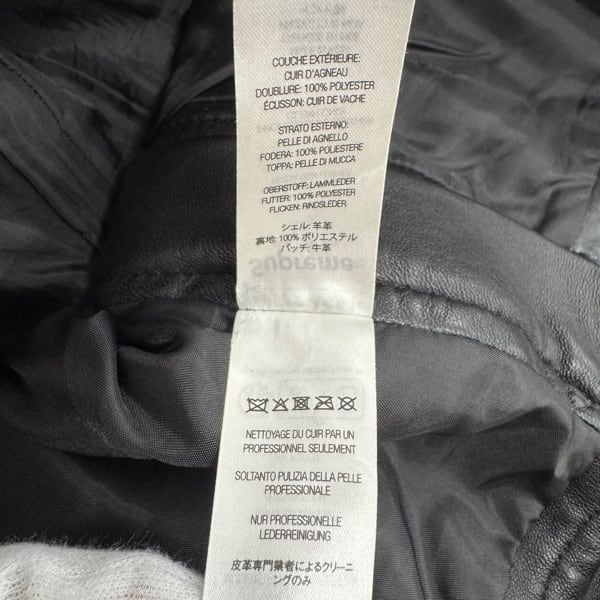 COUCHE EXTÉRIEURE:
CUIR D'AGNEAU
DOUBLURE: 100% POLYESTER
ÉCUSSON: CUIR DE VACHE
STRATO ESTERNO:
PELLE DI AGNELLO
FODERA: 100% POLIESTERE
TOPPA: PELLE DI MUCCA
OBERSTOFF: LAMMLEDER
FUTTER: 100% POLYESTER
FLICKEN: RINDSLEDER
シェル: 羊革
裏地: 100% ポリエステル
パッチ: 牛革
Supreme
NETTOYAGE DU CUIR PAR UN
PROFESSIONNEL SEULEMENT
SOLTANTO PULIZIA DELLA PELLE
PROFESSIONALE
NUR PROFESSIONELLE
LEDERREINIGUNG
皮革専門業者によるクリーニ
ングのみ